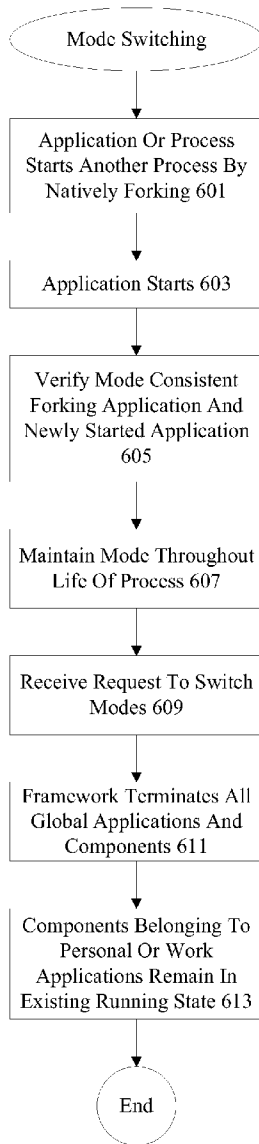 Mode Switching
Application Or Process
Starts Another Process By
Natively Forking 601
Application Starts 603
Verify Mode Consistent
Forking Application And
Newly Started Application
605
Maintain Mode Throughout
Life Of Process 607
Receive Request To Switch
Modes 609
Framework Terminates All
Global Applications And
Components 611
Components Belonging To
Personal Or Work
Applications Remain In
Existing Running State 613
End